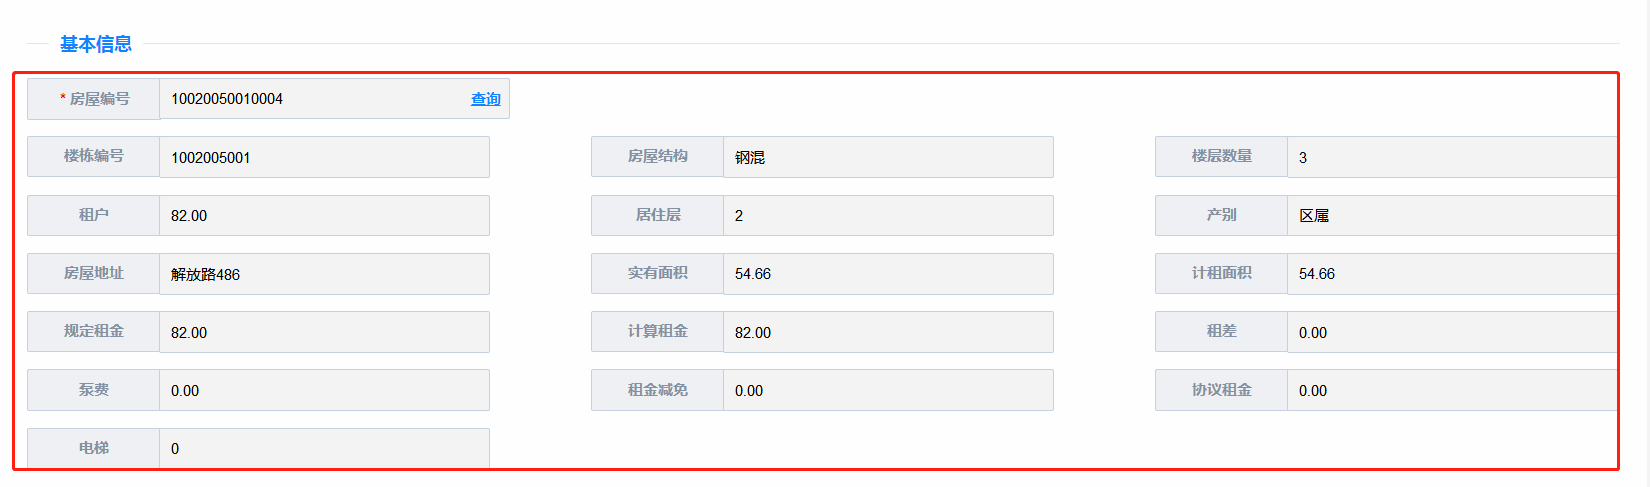 基本信息
* 房屋编号 10020050010004 查询
楼栋编号 1002005001 房屋结构 钢混 楼层数量 3
租户 82.00 居住层 2 产别 区属
房屋地址 解放路486 实有面积 54.66 计租面积 54.66
规定租金 82.00 计算租金 82.00 租差 0.00
泵费 0.00 租金减免 0.00 协议租金 0.00
电梯 0